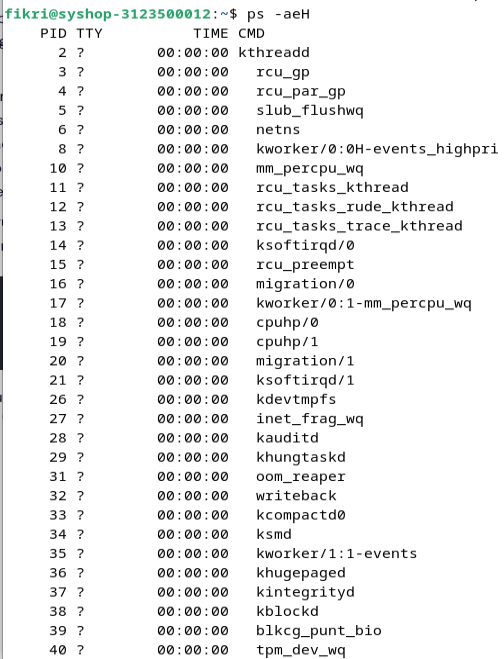 fikri@syshop-3123500012:~$ ps -aeH
PID TTY TIME CMD
2 ? 00:00:00 kthreadd
3 ? 00:00:00 rcu_gp
4 ? 00:00:00 rcu_par_gp
5 ? 00:00:00 slub_flushwq
6 ? 00:00:00 netns
8 ? 00:00:00 kworker/0:0H-events_highpri
10 ? 00:00:00 mm_percpu_wq
11 ? 00:00:00 rcu_tasks_kthread
12 ? 00:00:00 rcu_tasks_rude_kthread
13 ? 00:00:00 rcu_tasks_trace_kthread
14 ? 00:00:00 ksoftirqd/0
15 ? 00:00:00 rcu_preempt
16 ? 00:00:00 migration/0
17 ? 00:00:00 kworker/0:1-mm_percpu_wq
18 ? 00:00:00 cpuhp/0
19 ? 00:00:00 cpuhp/1
20 ? 00:00:00 migration/1
21 ? 00:00:00 ksoftirqd/1
26 ? 00:00:00 kdevtmpfs
27 ? 00:00:00 inet_frag_wq
28 ? 00:00:00 kauditd
29 ? 00:00:00 khungtaskd
31 ? 00:00:00 oom_reaper
32 ? 00:00:00 writeback
33 ? 00:00:00 kcompactd0
34 ? 00:00:00 ksmd
35 ? 00:00:00 kworker/1:1-events
36 ? 00:00:00 khugepaged
37 ? 00:00:00 kintegrityd
38 ? 00:00:00 kblockd
39 ? 00:00:00 blkcg_punt_bio
40 ? 00:00:00 tpm_dev_wq